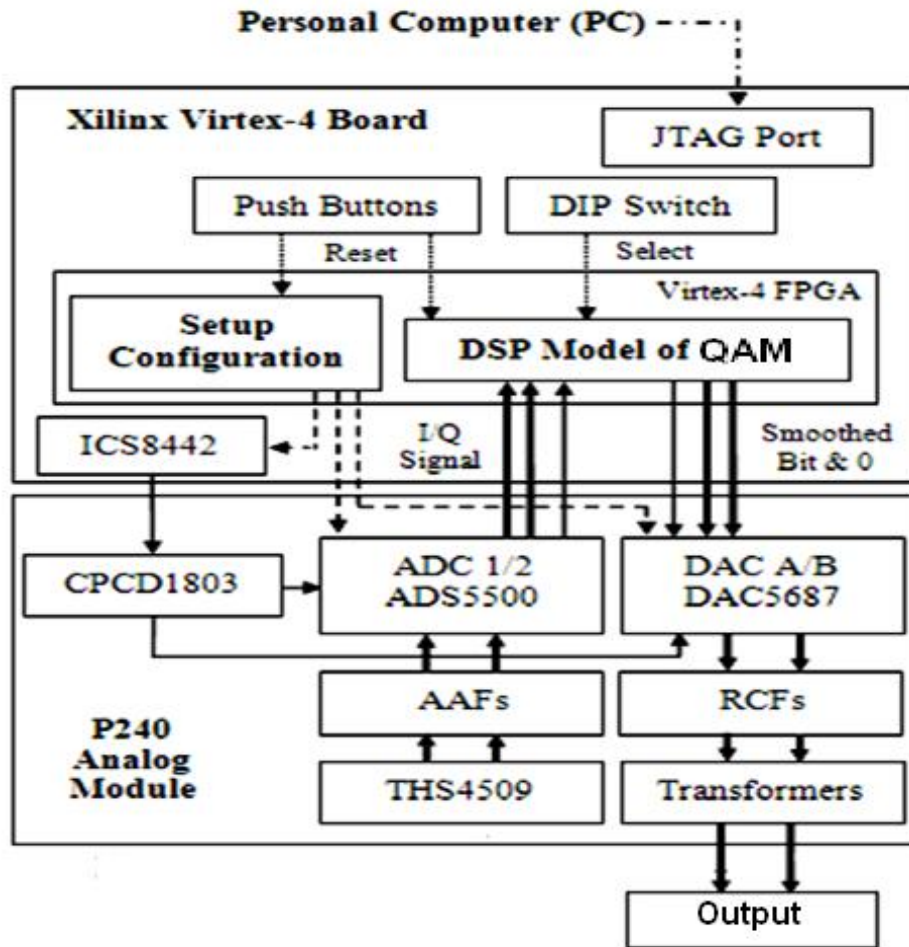 Personal Computer (PC)
Xilinx Virtex-4 Board
JTAG Port
Push Buttons
DIP Switch
Reset
Select
Virtex-4 FPGA
Setup
Configuration
DSP Model of QAM
ICS8442
I/Q
Signal
Smoothed
Bit & 0
CPCD1803
ADC 1/2
ADS5500
DAC A/B
DAC5687
AAFs
RCFs
P240
Analog
Module
THS4509
Transformers
Output